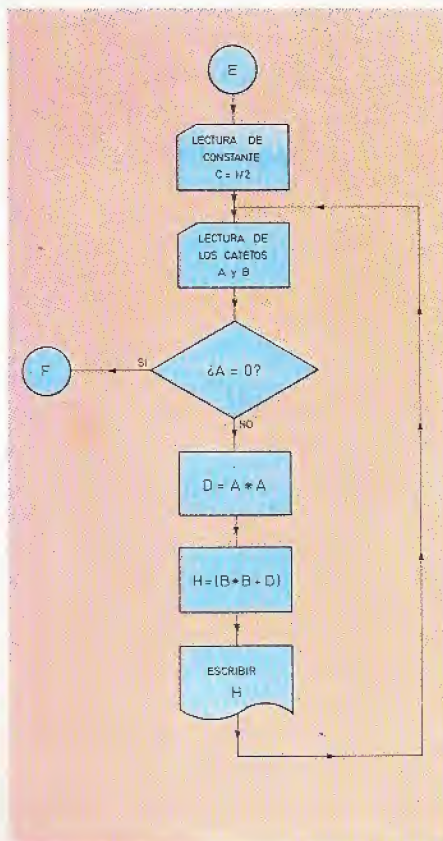 E
LECTURA DE
CONSTANTE
C = 1/2
LECTURA DE
LOS CATETOS
A y B
¿A = 0?
SI
F
NO
D = A * A
H=(B*B+D)
ESCRIBIR
H